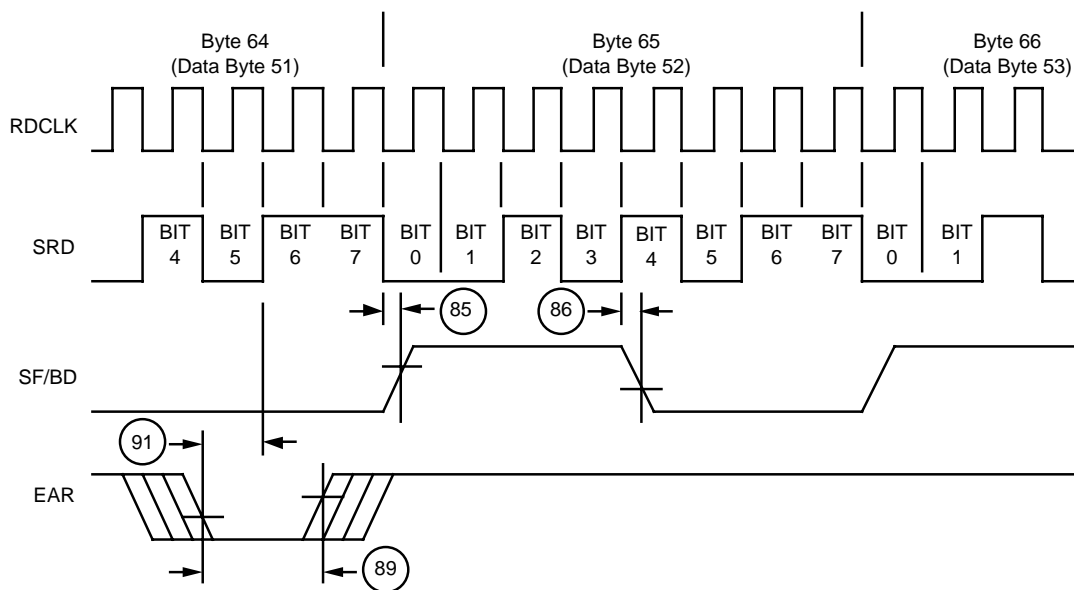 Byte 64
(Data Byte 51)
Byte 65
(Data Byte 52)
Byte 66
(Data Byte 53)
RDCLK
SRD
BIT
4
BIT
5
BIT
6
BIT
7
BIT
0
BIT
1
BIT
2
BIT
3
BIT
4
BIT
5
BIT
6
BIT
7
BIT
0
BIT
1
85
86
SF/BD
91
EAR
89